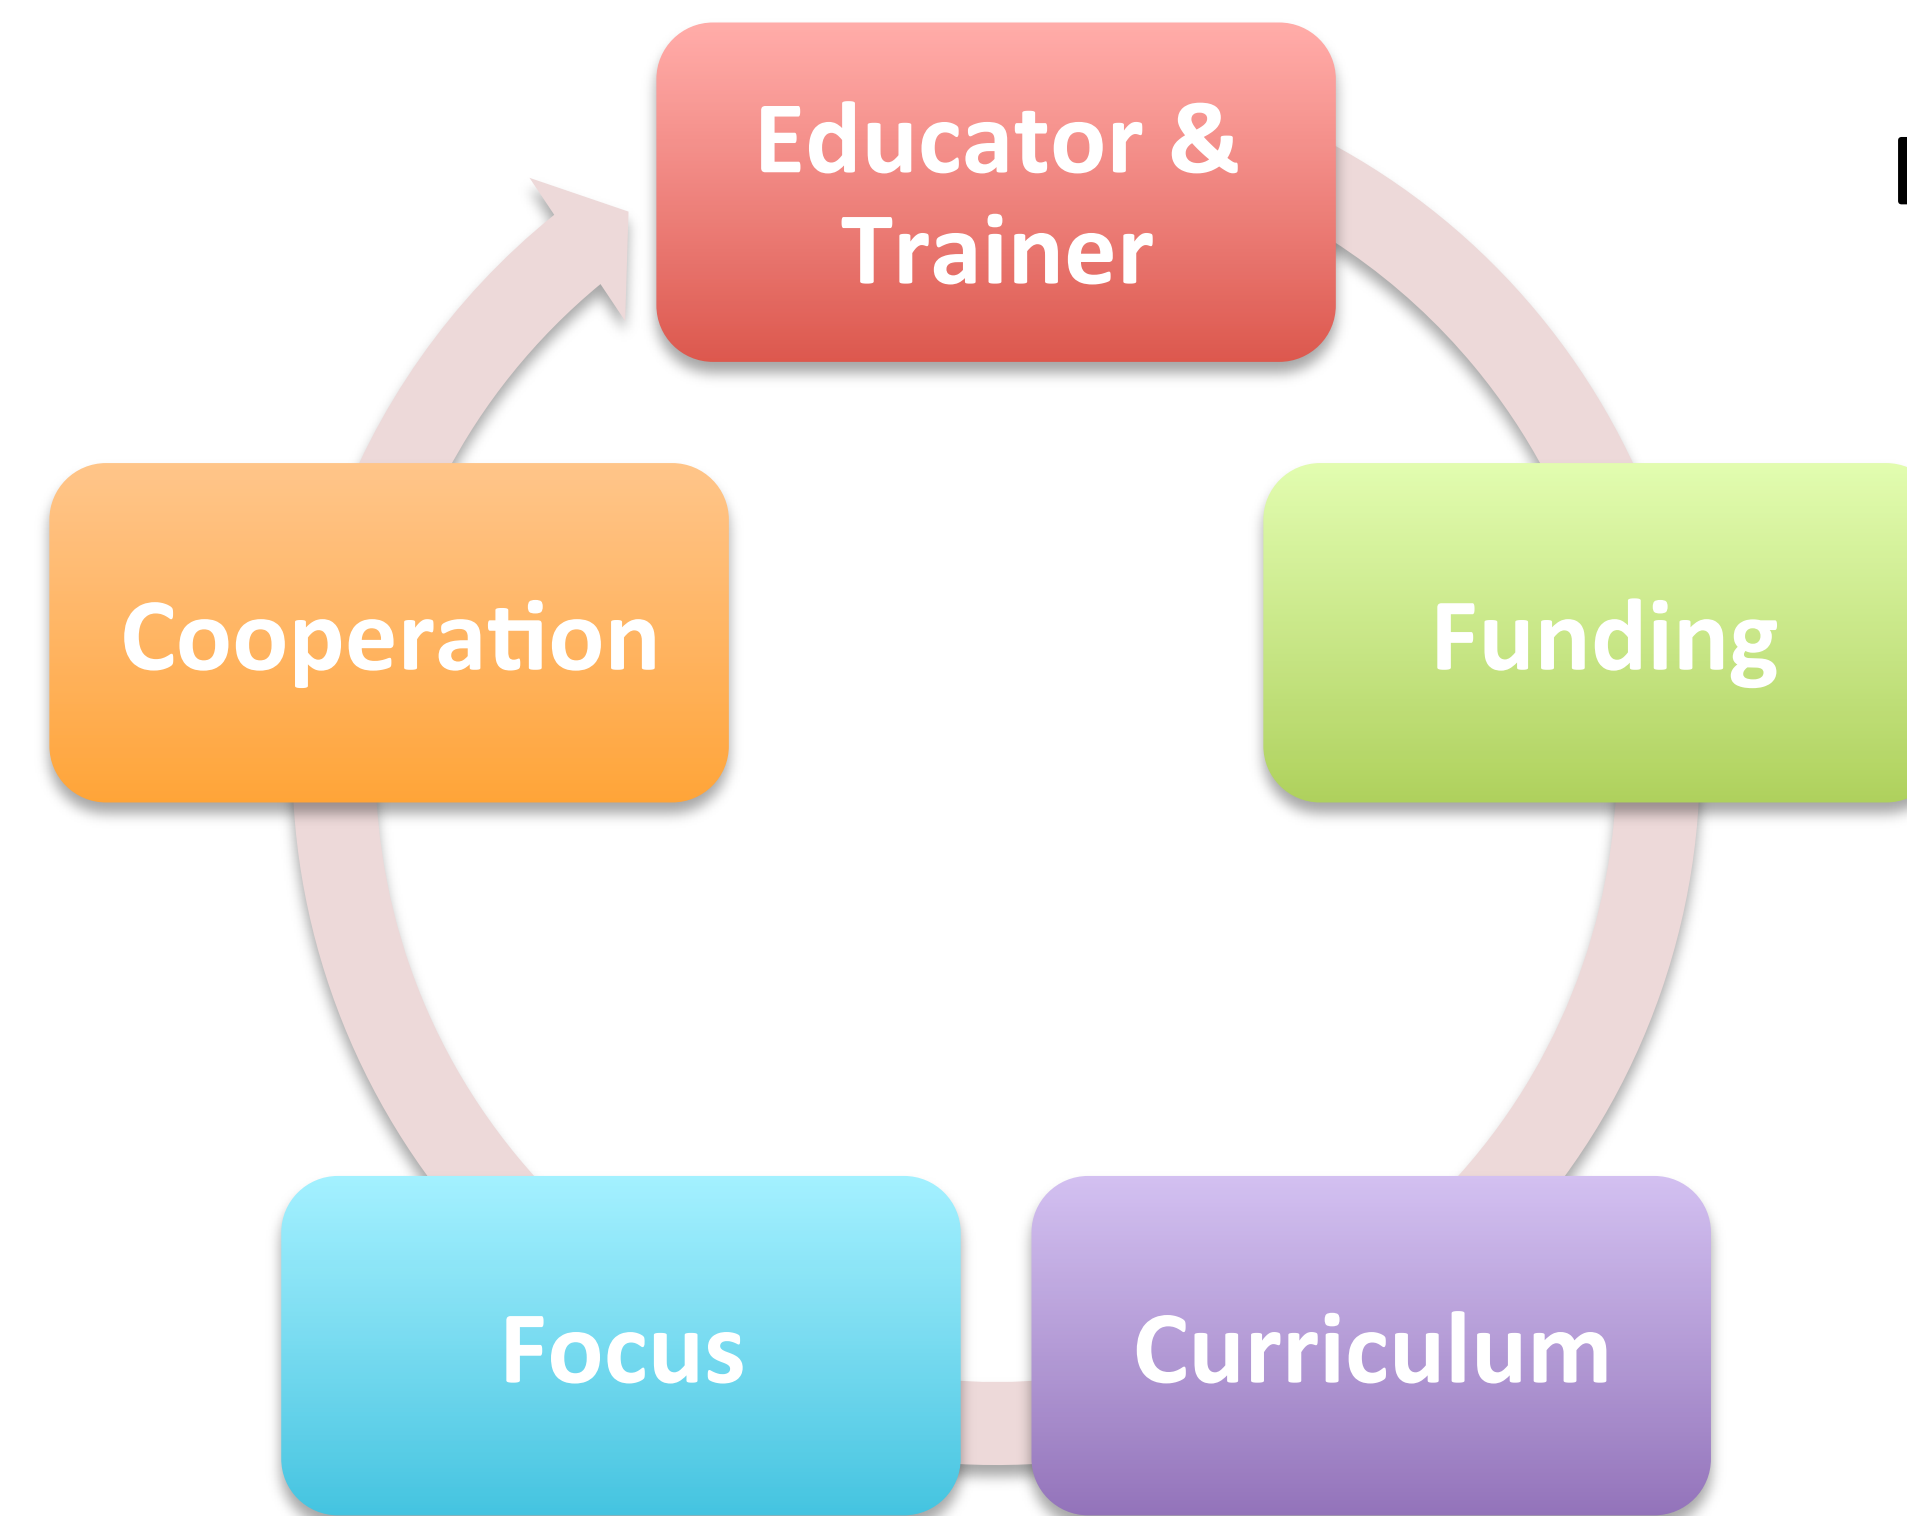 Educator &
Trainer
Funding
Curriculum
Focus
Cooperation